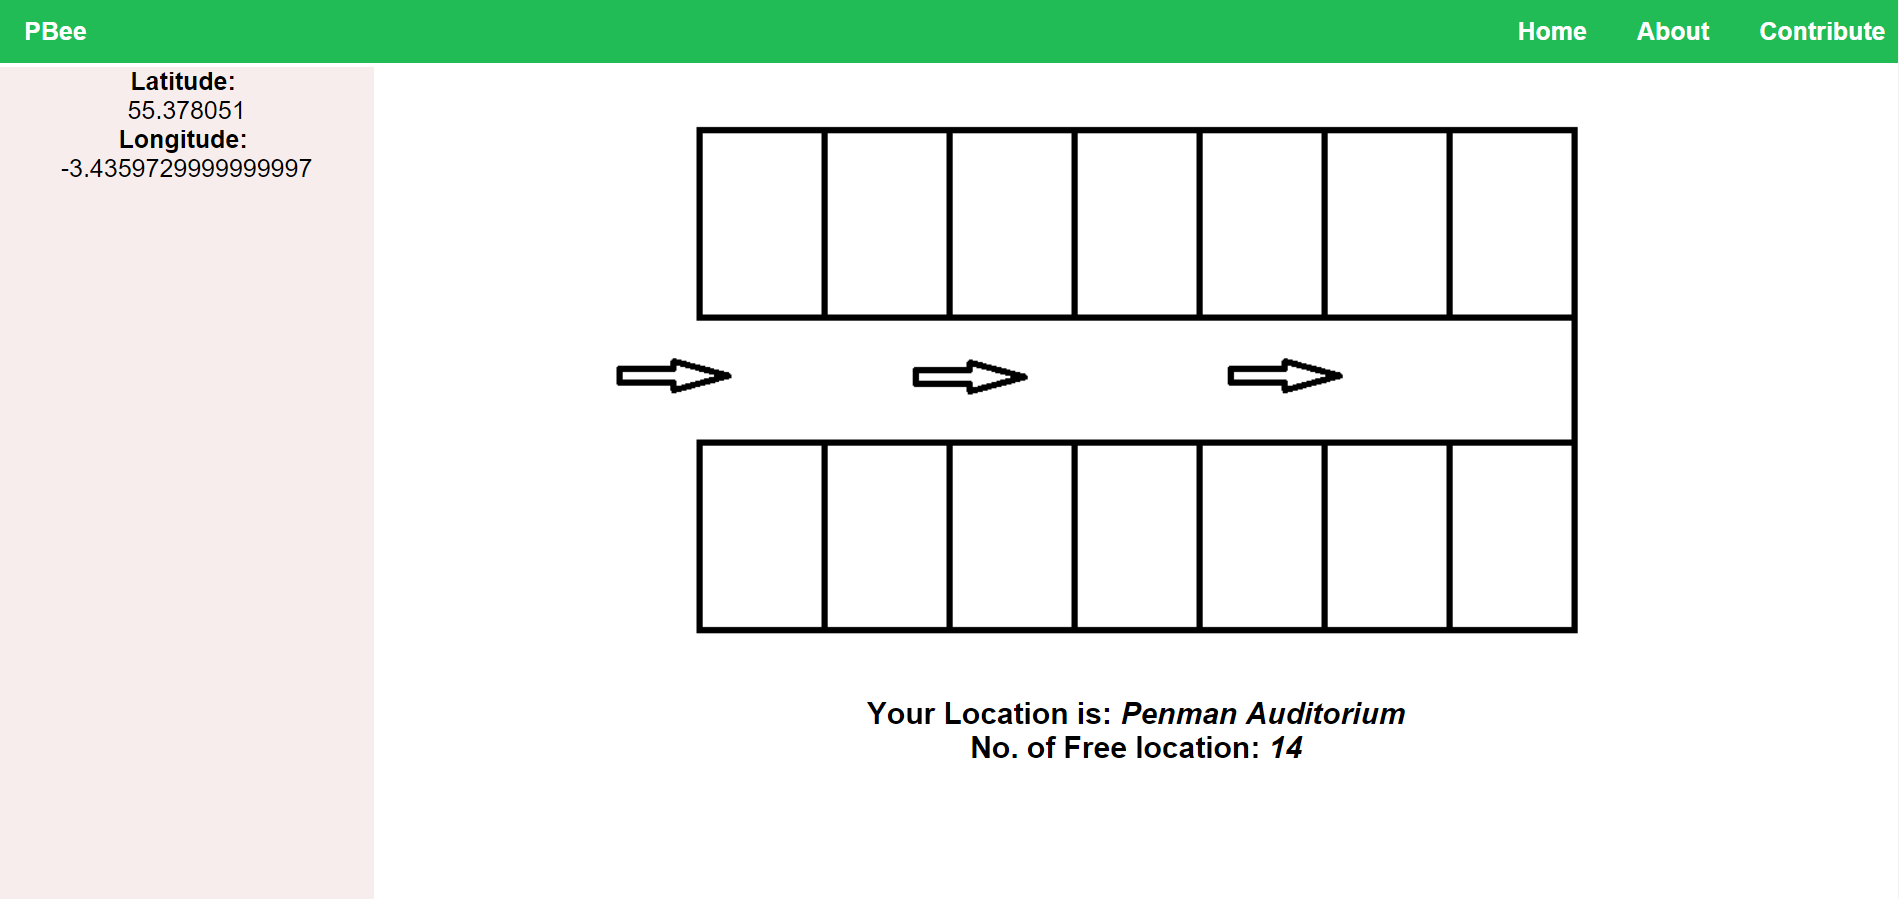 PBee
Home About Contribute
Latitude:
55.378051
Longitude:
-3.4359729999999997
Your Location is: Penman Auditorium
No. of Free location: 14